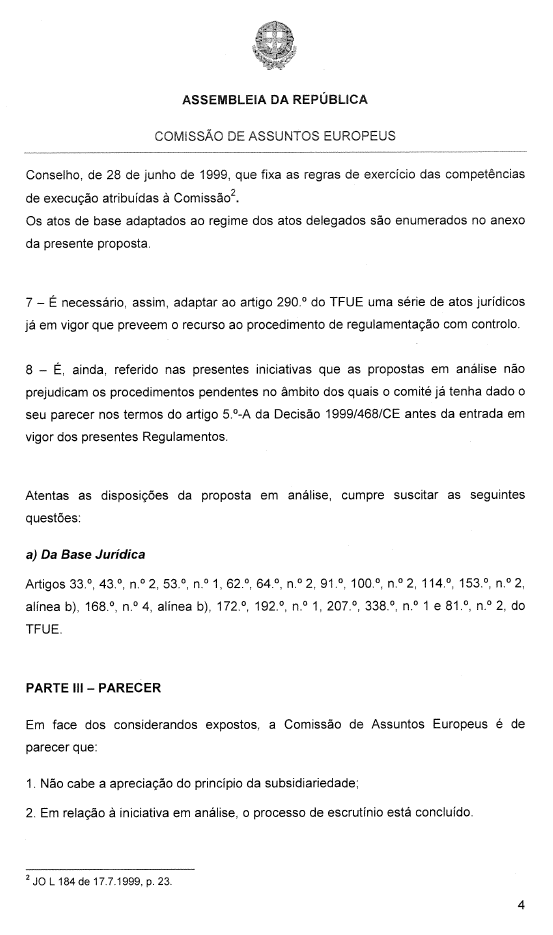 ASSEMBLEIA DA REPÚBLICA
COMISSÃO DE ASSUNTOS EUROPEUS
Conselho, de 28 de junho de 1999, que fixa as regras de exercício das competências
de execução atribuídas à Comissão².
Os atos de base adaptados ao regime dos atos delegados são enumerados no anexo
da presente proposta.
7 – É necessário, assim, adaptar ao artigo 290.º do TFUE uma série de atos jurídicos
já em vigor que preveem o recurso ao procedimento de regulamentação com controlo.
8 – É, ainda, referido nas presentes iniciativas que as propostas em análise não
prejudicam os procedimentos pendentes no âmbito dos quais o comité já tenha dado o
seu parecer nos termos do artigo 5.º-A da Decisão 1999/468/CE antes da entrada em
vigor dos presentes Regulamentos.
Atentas as disposições da proposta em análise, cumpre suscitar as seguintes
questões:
a) Da Base Jurídica
Artigos 33.º, 43.º, n.º 2, 53.º, n.º 1, 62.º, 64.º, n.º 2, 91.º, 100.º, n.º 2, 114.º, 153.º, n.º 2,
alínea b), 168.º, n.º 4, alínea b), 172.º, 192.º, n.º 1, 207.º, 338.º, n.º 1 e 81.º, n.º 2, do
TFUE.
PARTE III – PARECER
Em face dos considerandos expostos, a Comissão de Assuntos Europeus é de
parecer que:
1. Não cabe a apreciação do princípio da subsidiariedade;
2. Em relação à iniciativa em análise, o processo de escrutínio está concluído.
² JO L 184 de 17.7.1999, p. 23.
4